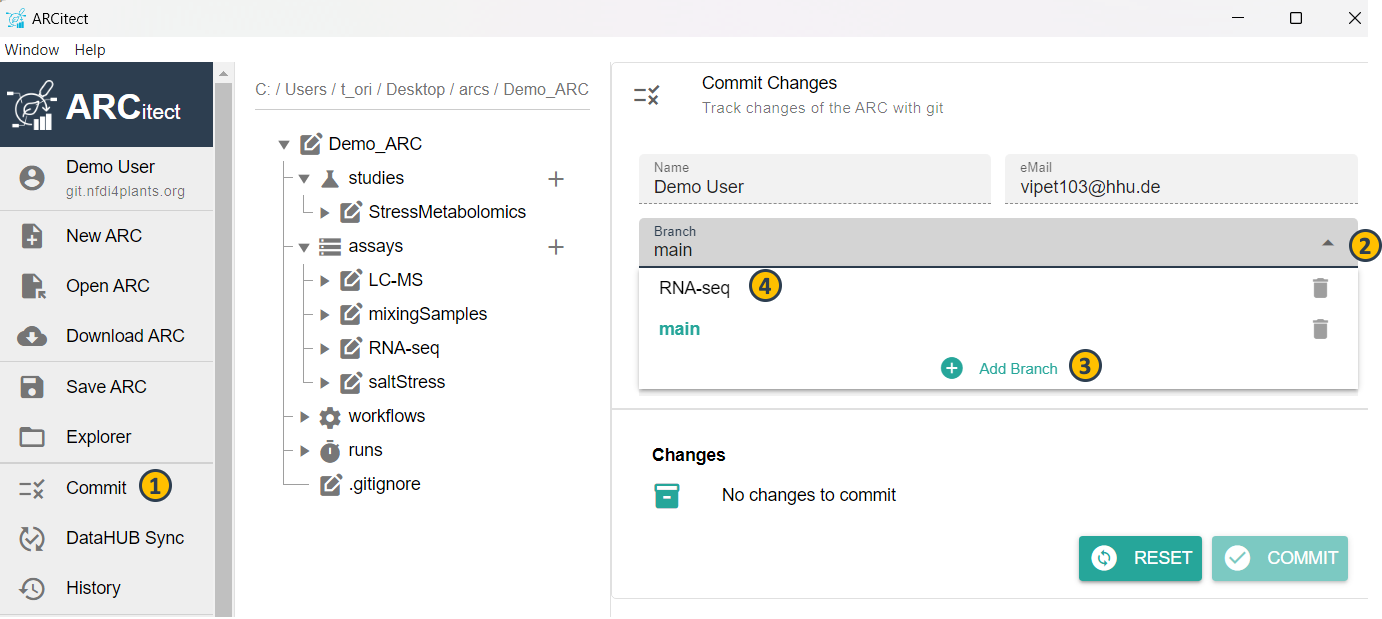 ARCitect
Window Help
ARCitect
Demo User
git.nfdi4plants.org
New ARC
Open ARC
Download ARC
Save ARC
Explorer
Commit 1
DataHUB Sync
History
C: / Users / t_ori / Desktop / arcs / Demo_ARC
Demo_ARC
studies
StressMetabolomics
assays
LC-MS
mixingSamples
RNA-seq
saltStress
workflows
runs
.gitignore
Commit Changes
Track changes of the ARC with git
Name
Demo User
eMail
vipet103@hhu.de
Branch
main
2
RNA-seq 4
main
Add Branch 3
Changes
No changes to commit
RESET
COMMIT